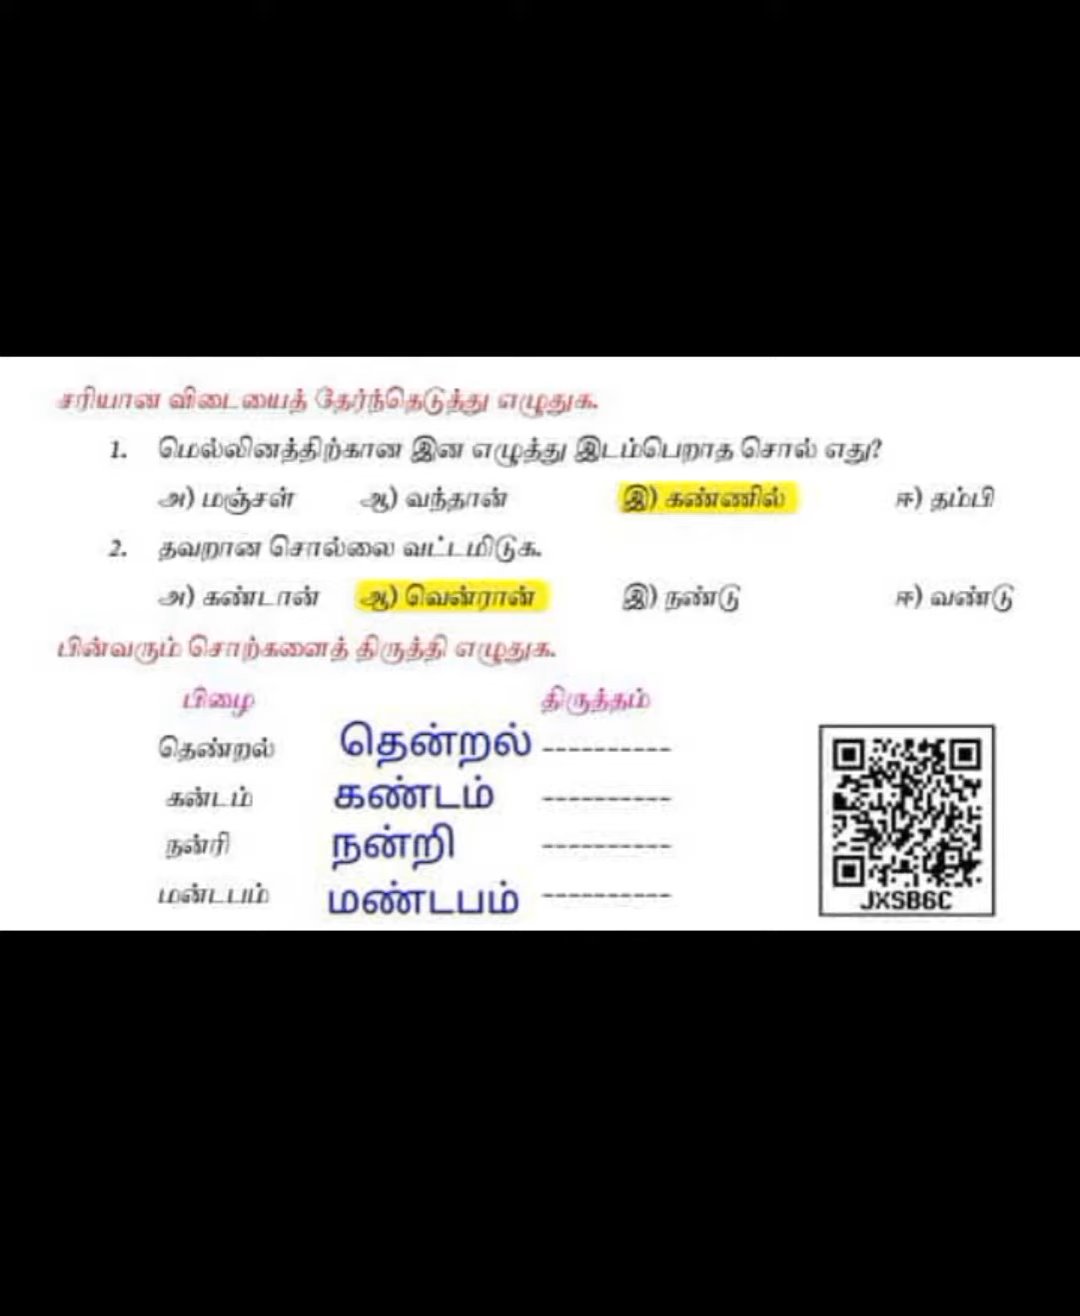 சரியான விடையைத் தேர்ந்தெடுத்து எழுதுக.
1. மெல்லினத்திற்கான இன எழுத்து இடம்பெறாத சொல் எது?
அ) மஞ்சள் ஆ) வந்தான் இ) கண்ணில் ஈ) தம்பி
2. தவறான சொல்லை வட்டமிடுக.
அ) கண்டான் ஆ) வென்ரான் இ) நண்டு ஈ) வண்டு
பின்வரும் சொற்களைத் திருத்தி எழுதுக.
பிழை திருத்தம்
தெண்றல் தென்றல் ----------
கன்டம் கண்டம் ----------
நன்ரி நன்றி ----------
மன்டபம் மண்டபம் ----------
JXSB6C